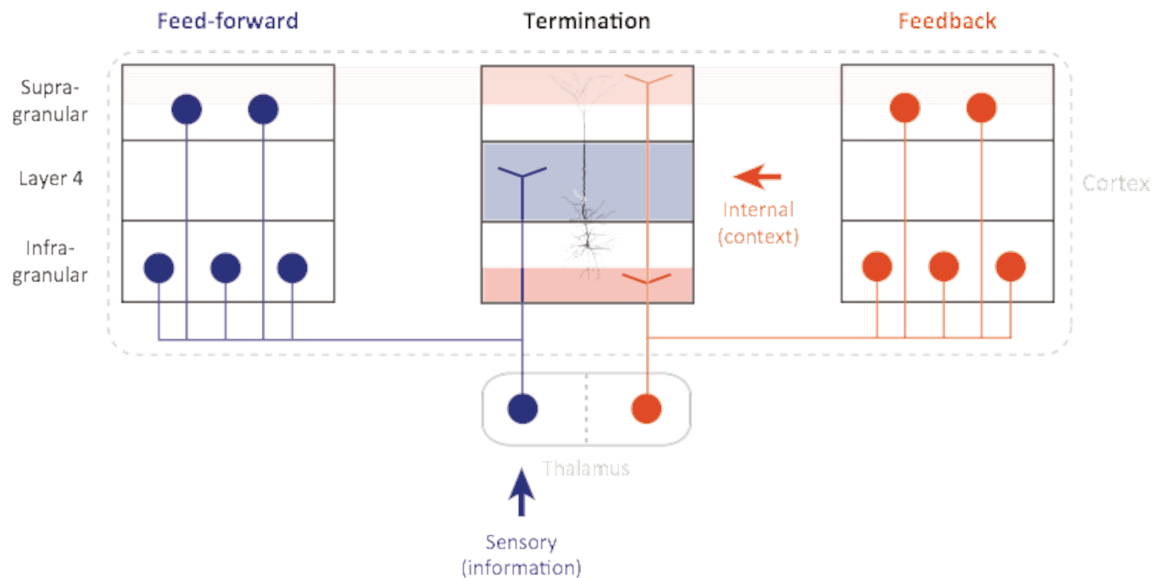 Feed-forward
Termination
Feedback
Supra-
granular
Layer 4
Infra-
granular
Internal
(context)
Cortex
Thalamus
Sensory
(information)